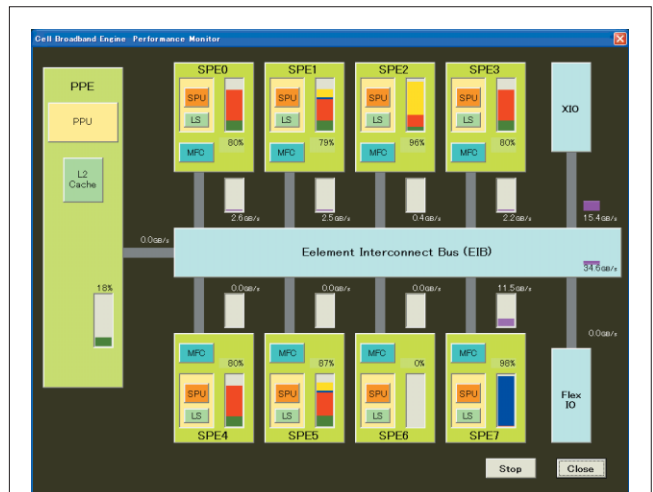 Cell Broadband Engine Performance Monitor
PPE
PPU
L2
Cache
18%
SPE0
SPU
LS
80%
MFC
SPE1
SPU
LS
79%
MFC
SPE2
SPU
LS
96%
MFC
SPE3
SPU
LS
80%
MFC
XIO
2.6GB/s
2.5GB/s
0.4GB/s
2.2GB/s
15.4GB/s
0.0GB/s
Eelement Interconnect Bus (EIB)
34.6GB/s
0.0GB/s
0.0GB/s
0.0GB/s
11.5GB/s
0.0GB/s
MFC
80%
SPU
LS
SPE4
MFC
87%
SPU
LS
SPE5
MFC
0%
SPU
LS
SPE6
MFC
98%
SPU
LS
SPE7
Flex
IO
Stop
Close